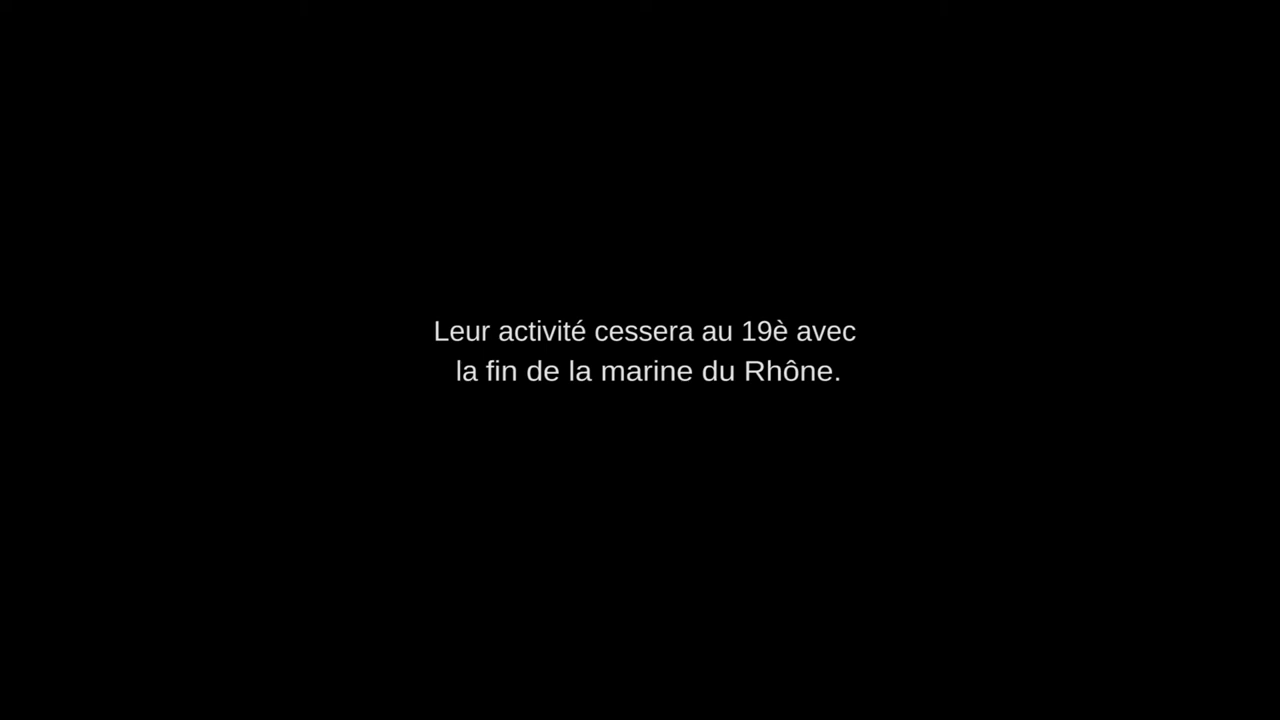 Leur activité cessera au 19è avec
la fin de la marine du Rhône.